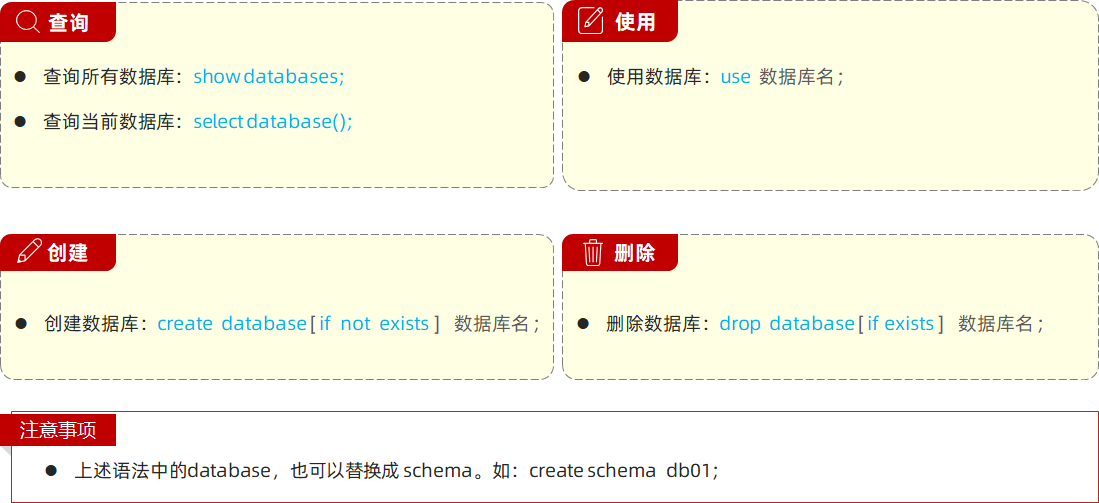 查询
查询所有数据库：show databases;
查询当前数据库：select database();
使用
使用数据库：use 数据库名；
创建
创建数据库：create database [ if not exists ] 数据库名；
删除
删除数据库：drop database [ if exists ] 数据库名；
注意事项
上述语法中的database，也可以替换成 schema。如：create schema db01;